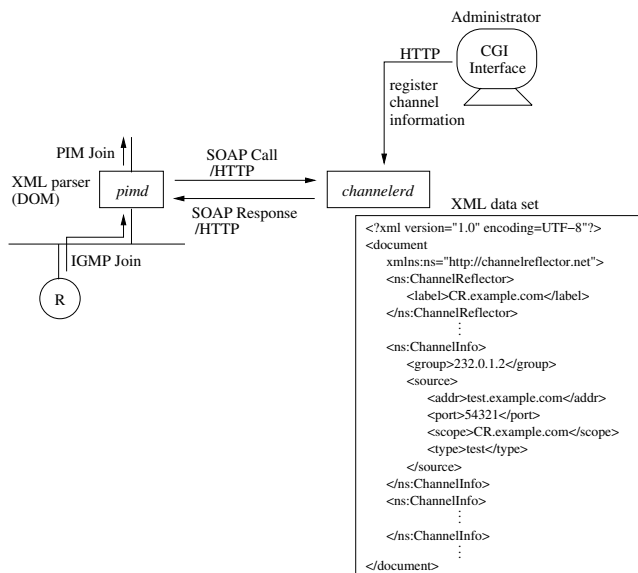 Administrator
HTTP
CGI
Interface
register
channel
information
PIM Join
SOAP Call
/HTTP
XML parser
(DOM)
pimd
channelerd
SOAP Response
/HTTP
IGMP Join
R
XML data set
<?xml version="1.0" encoding=UTF−8"?>
<document
xmlns:ns="http://channelreflector.net">
<ns:ChannelReflector>
<label>CR.example.com</label>
</ns:ChannelReflector>
<ns:ChannelInfo>
<group>232.0.1.2</group>
<source>
<addr>test.example.com</addr>
<port>54321</port>
<scope>CR.example.com</scope>
<type>test</type>
</source>
</ns:ChannelInfo>
<ns:ChannelInfo>
</ns:ChannelInfo>
</document>